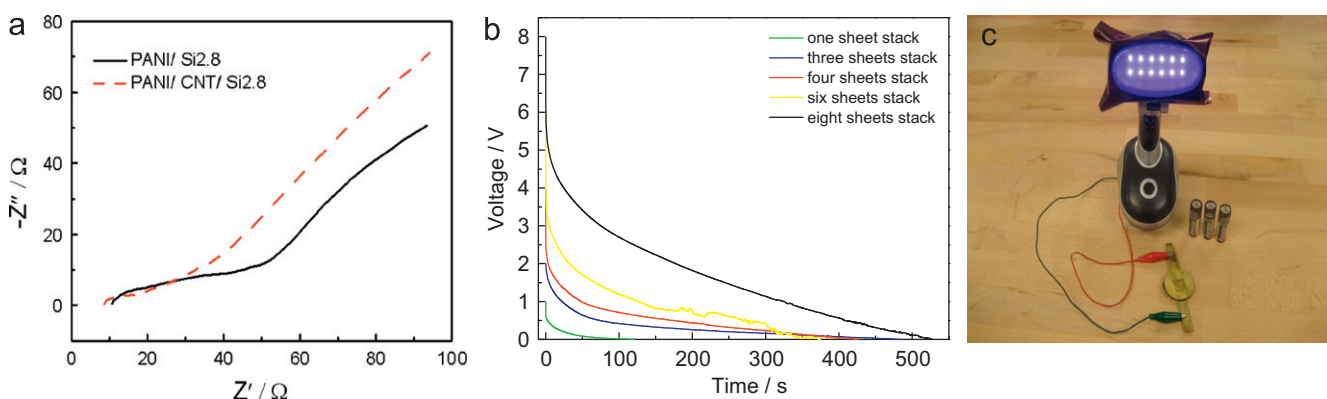 a
-Z″ / Ω
80
60
40
20
0
PANI/ Si2.8
PANI/ CNT/ Si2.8
0
20
40
60
80
100
Z′ / Ω
b
Voltage / V
8
7
6
5
4
3
2
1
0
one sheet stack
three sheets stack
four sheets stack
six sheets stack
eight sheets stack
0
100
200
300
400
500
Time / s
c